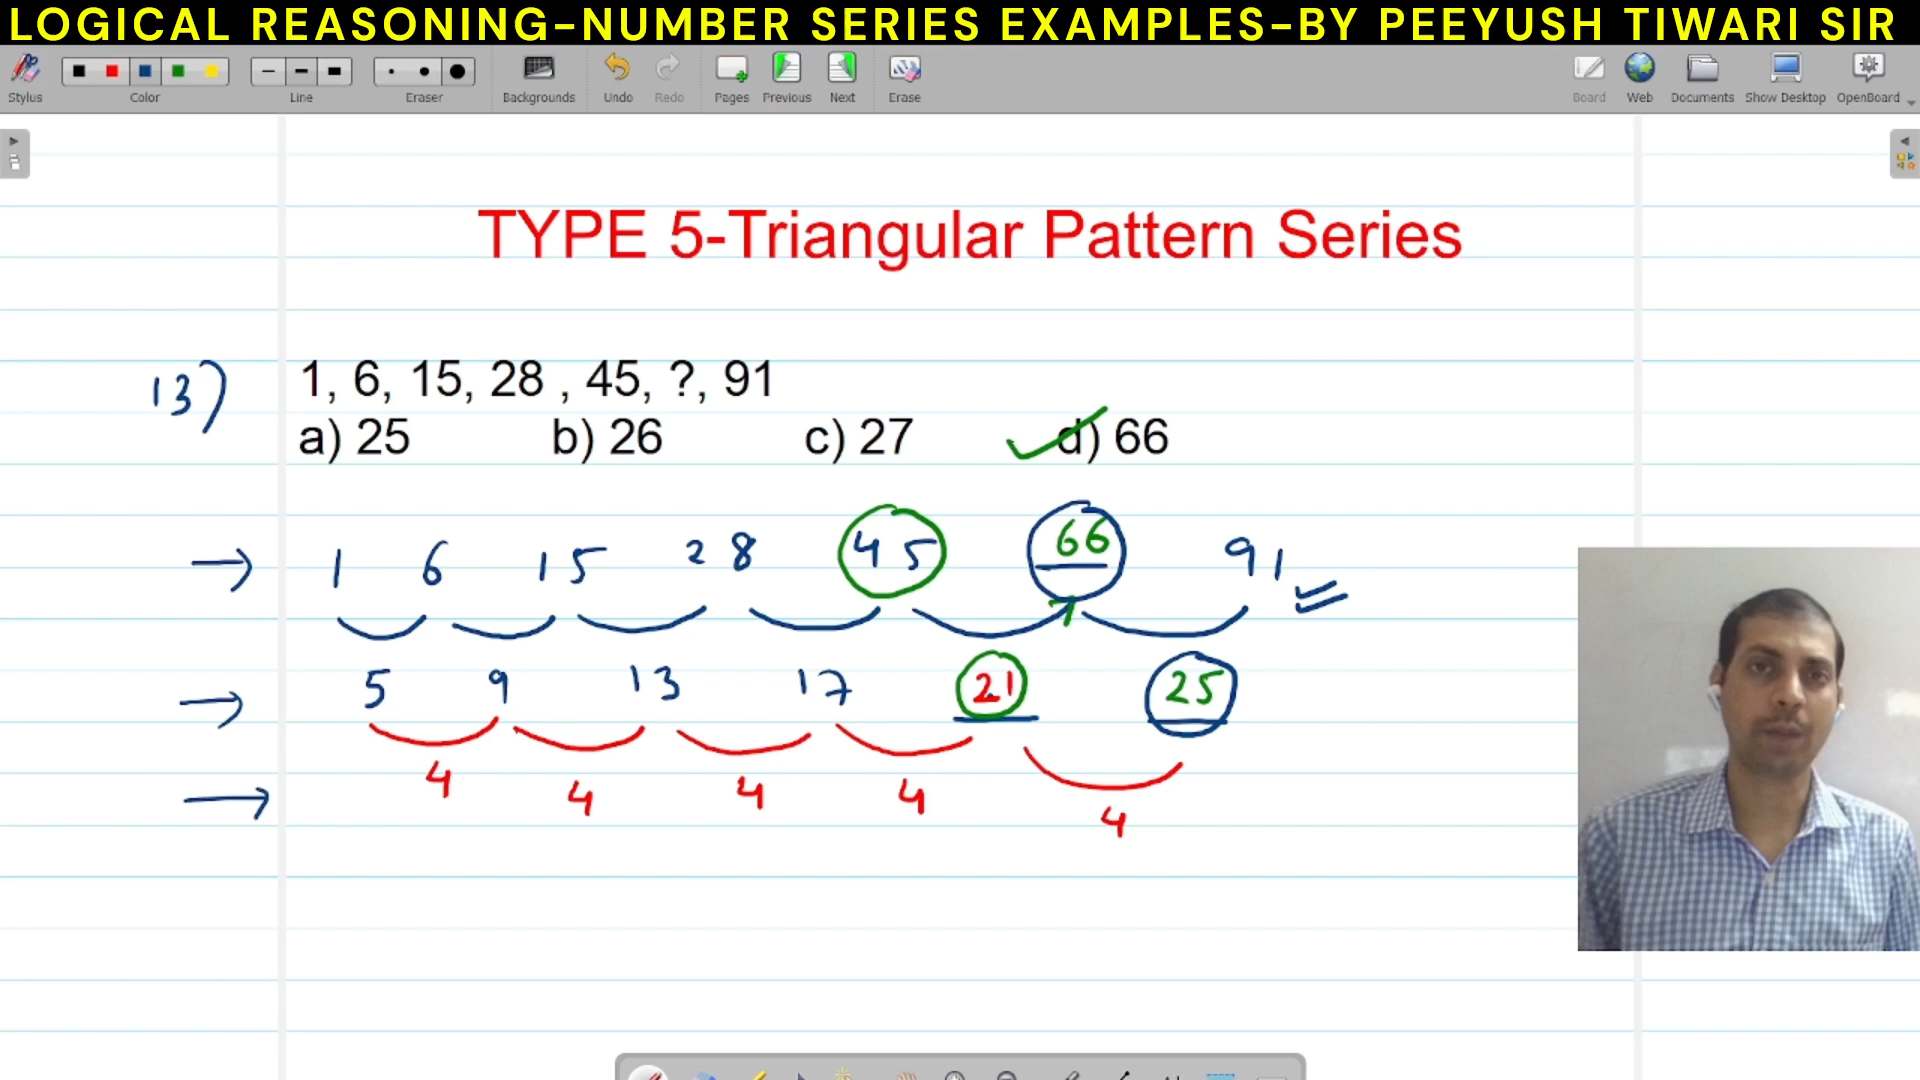 LOGICAL REASONING-NUMBER SERIES EXAMPLES-BY PEEYUSH TIWARI SIR
Stylus Color Line Eraser Backgrounds Undo Redo Pages Previous Next Erase Board Web Documents Show Desktop OpenBoard
TYPE 5-Triangular Pattern Series
13) 1, 6, 15, 28 , 45, ?, 91
a) 25 b) 26 c) 27 d) 66
→ 1 6 15 28 45 66 91
→ 5 9 13 17 21 25
→ 4 4 4 4 4